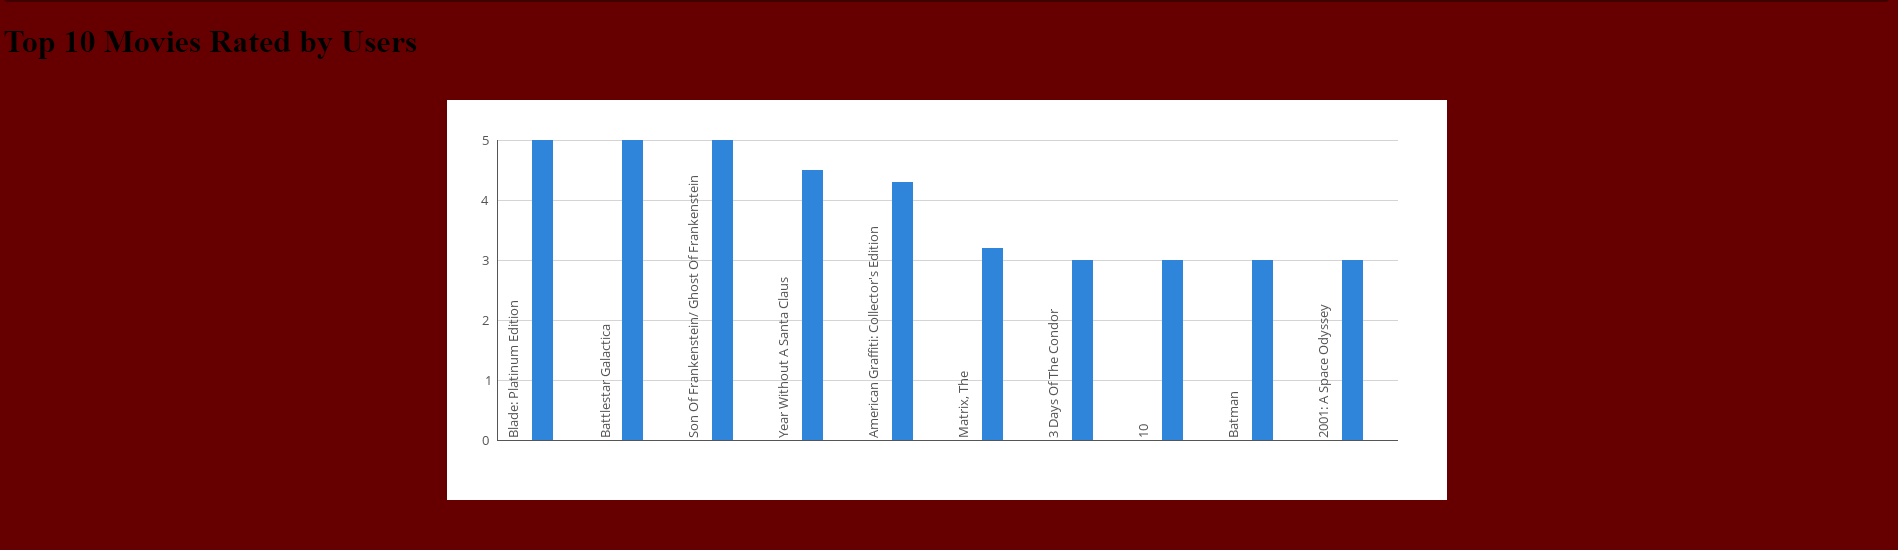 Top 10 Movies Rated by Users
5
4
3
2
1
0
Blade: Platinum Edition
Battlestar Galactica
Son Of Frankenstein/ Ghost Of Frankenstein
Year Without A Santa Claus
American Graffiti: Collector's Edition
Matrix, The
3 Days Of The Condor
10
Batman
2001: A Space Odyssey